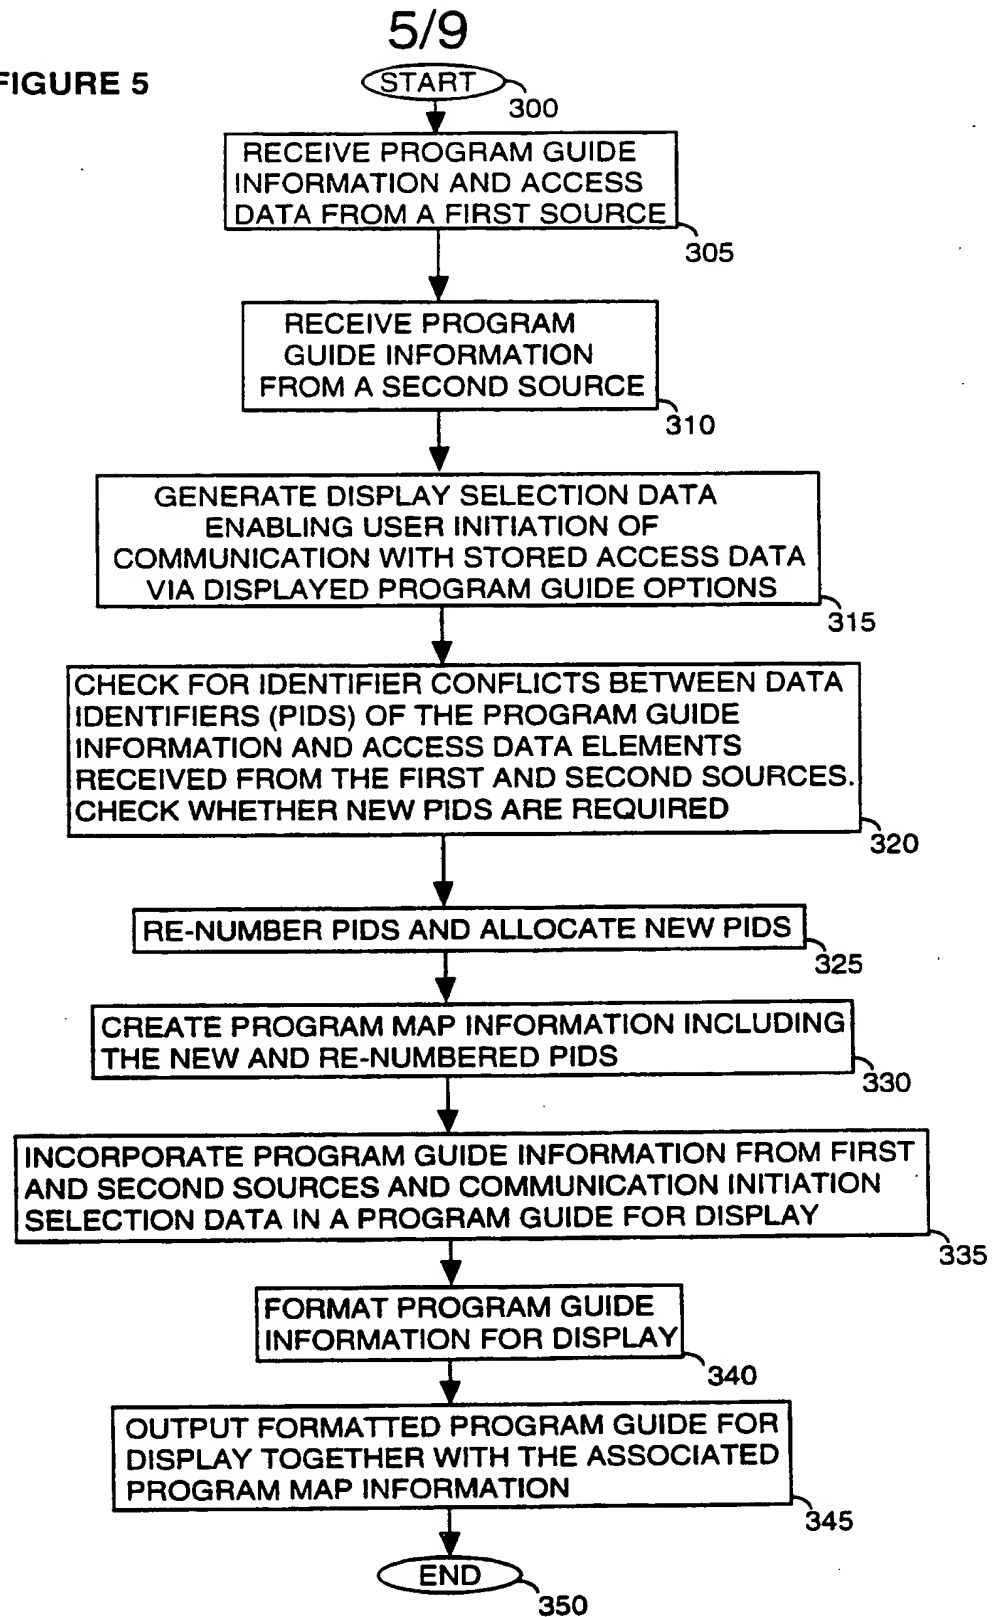 5/9
FIGURE 5
START
300
RECEIVE PROGRAM GUIDE
INFORMATION AND ACCESS
DATA FROM A FIRST SOURCE
305
RECEIVE PROGRAM
GUIDE INFORMATION
FROM A SECOND SOURCE
310
GENERATE DISPLAY SELECTION DATA
ENABLING USER INITIATION OF
COMMUNICATION WITH STORED ACCESS DATA
VIA DISPLAYED PROGRAM GUIDE OPTIONS
315
CHECK FOR IDENTIFIER CONFLICTS BETWEEN DATA
IDENTIFIERS (PIDS) OF THE PROGRAM GUIDE
INFORMATION AND ACCESS DATA ELEMENTS
RECEIVED FROM THE FIRST AND SECOND SOURCES.
CHECK WHETHER NEW PIDS ARE REQUIRED
320
RE-NUMBER PIDS AND ALLOCATE NEW PIDS
325
CREATE PROGRAM MAP INFORMATION INCLUDING
THE NEW AND RE-NUMBERED PIDS
330
INCORPORATE PROGRAM GUIDE INFORMATION FROM FIRST
AND SECOND SOURCES AND COMMUNICATION INITIATION
SELECTION DATA IN A PROGRAM GUIDE FOR DISPLAY
335
FORMAT PROGRAM GUIDE
INFORMATION FOR DISPLAY
340
OUTPUT FORMATTED PROGRAM GUIDE FOR
DISPLAY TOGETHER WITH THE ASSOCIATED
PROGRAM MAP INFORMATION
345
END
350